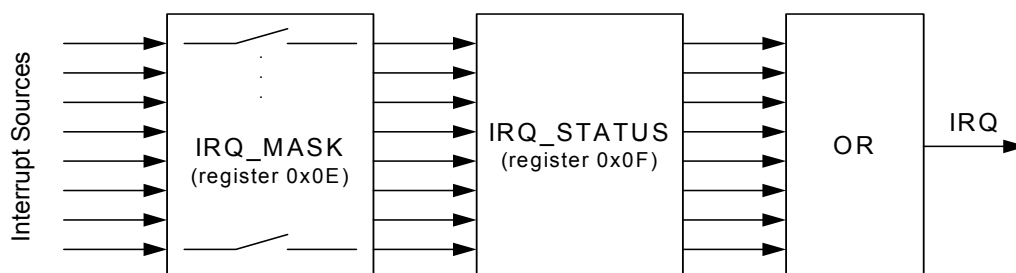 Interrupt Sources
IRQ_MASK
(register 0x0E)
IRQ_STATUS
(register 0x0F)
OR
IRQ